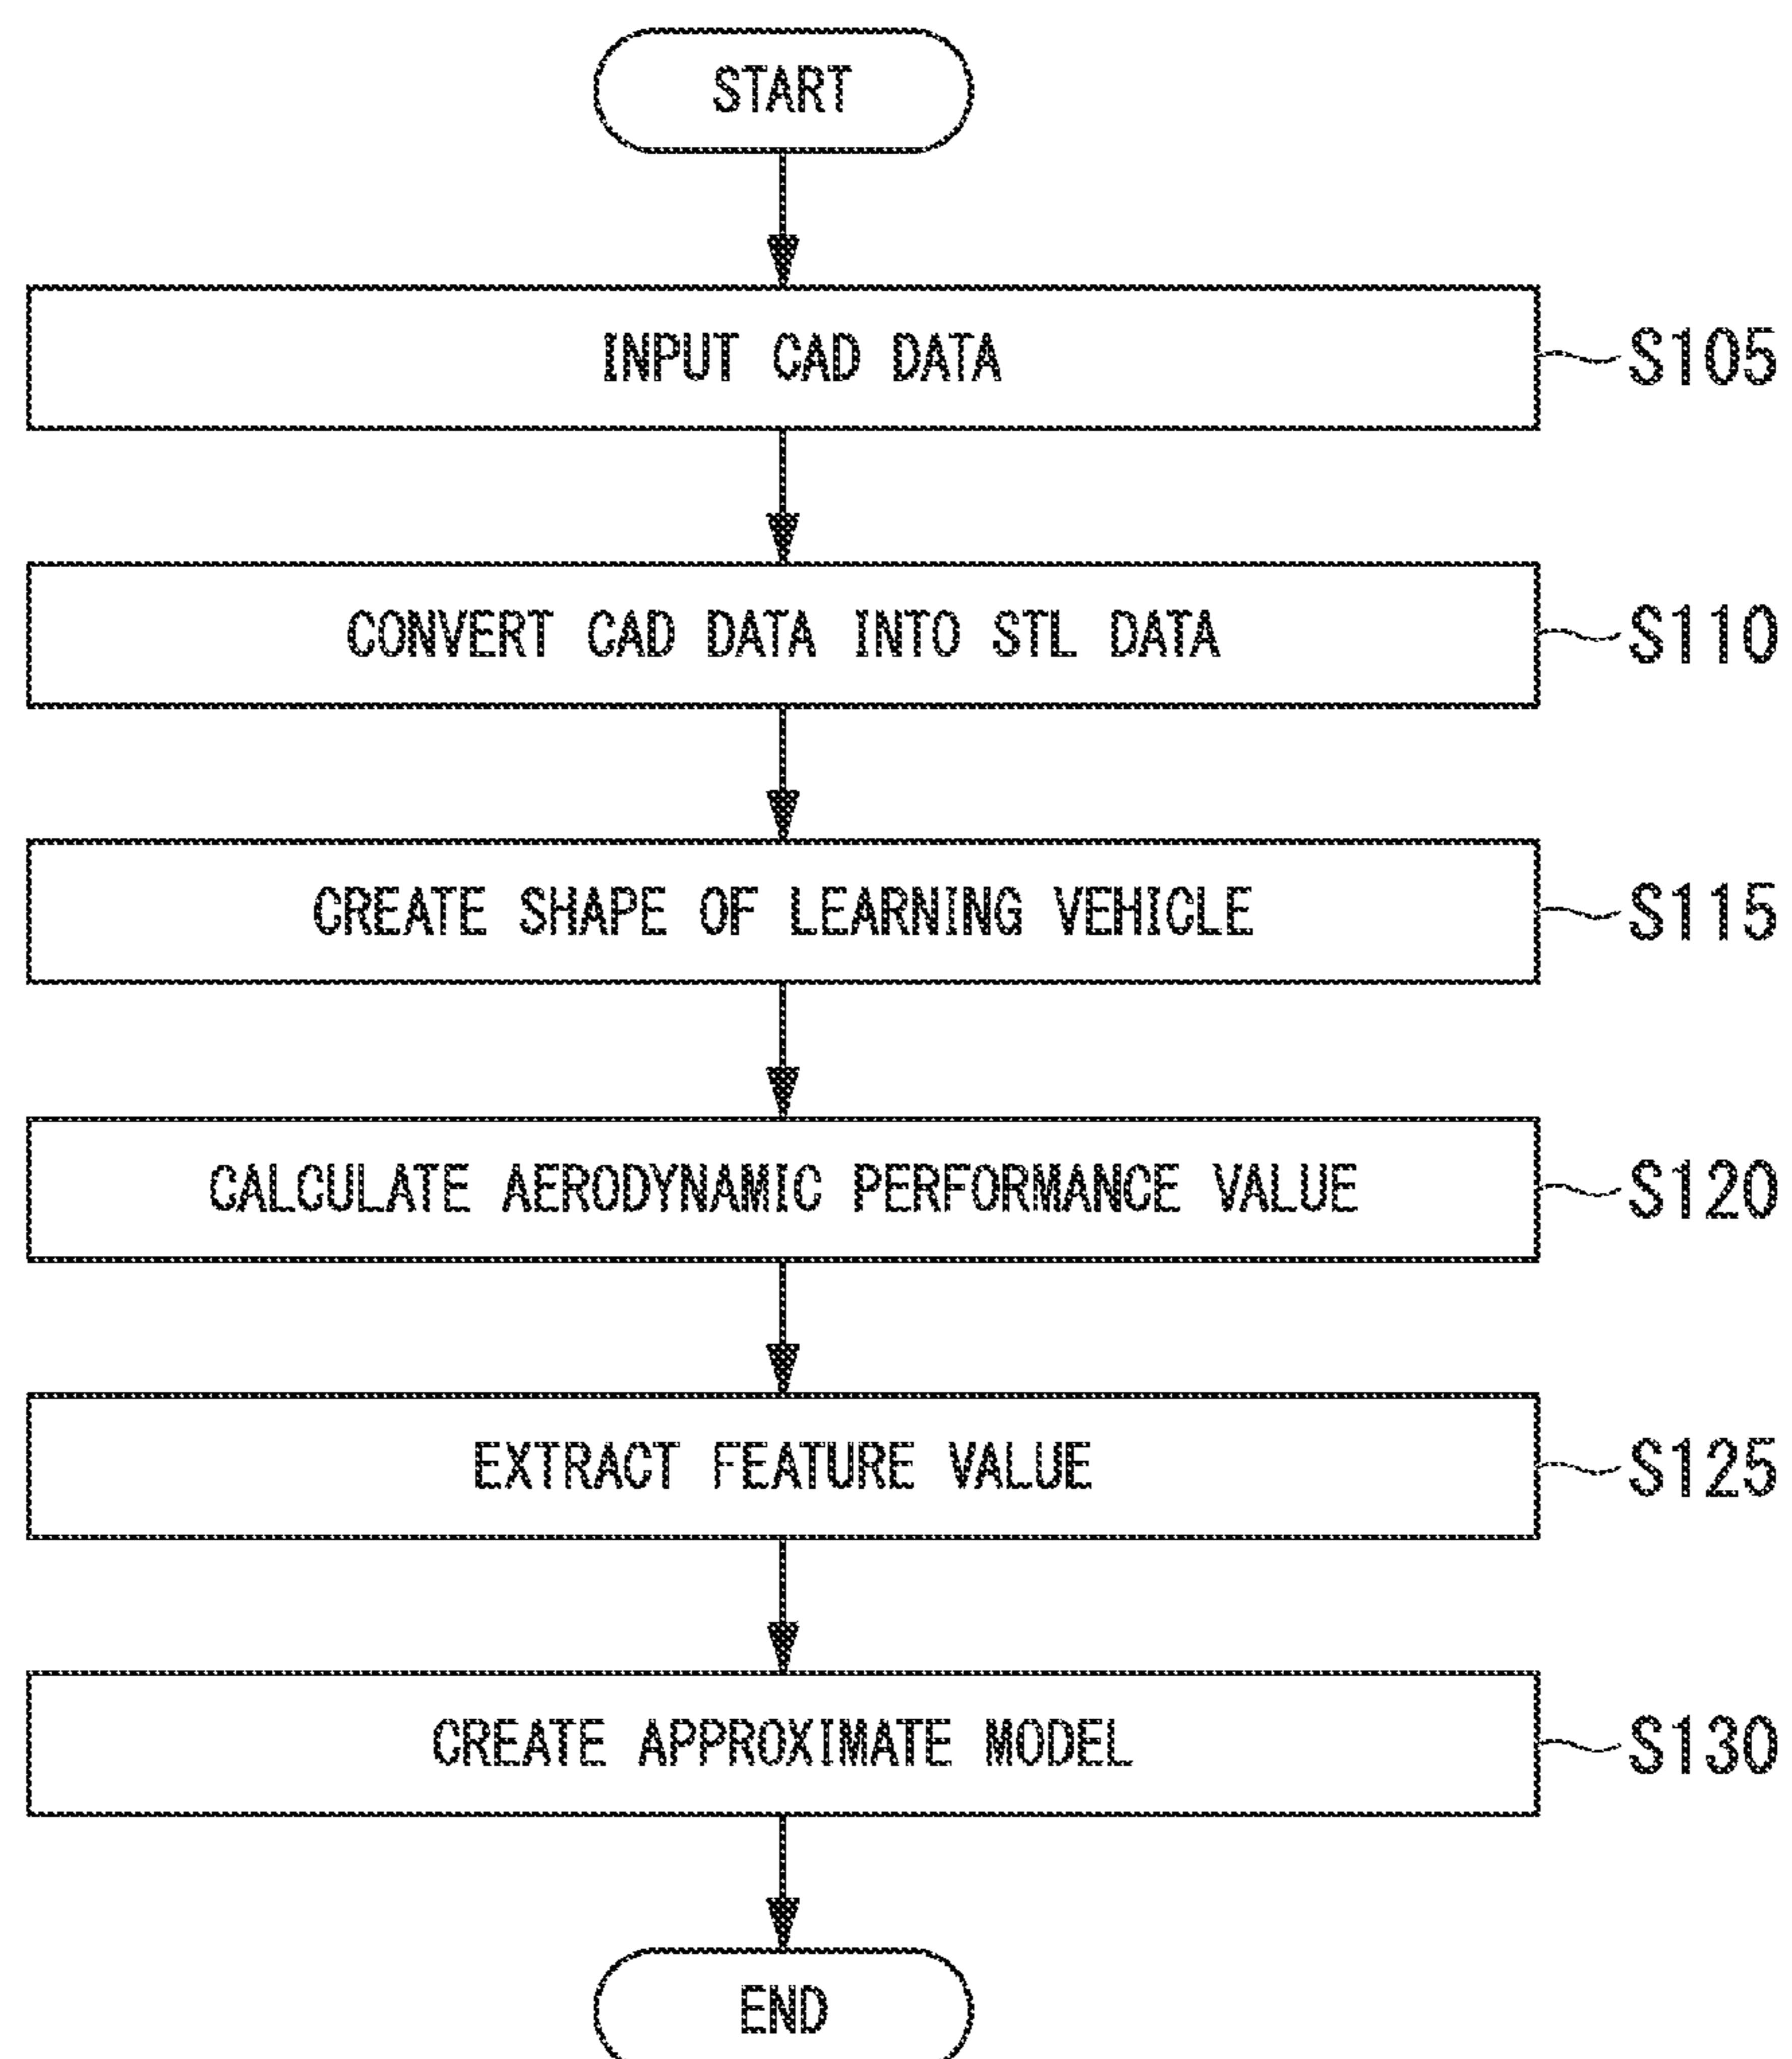 START
INPUT CAD DATA
S105
CONVERT CAD DATA INTO STL DATA
S110
CREATE SHAPE OF LEARNING VEHICLE
S115
CALCULATE AERODYNAMIC PERFORMANCE VALUE
S120
EXTRACT FEATURE VALUE
S125
CREATE APPROXIMATE MODEL
S130
END